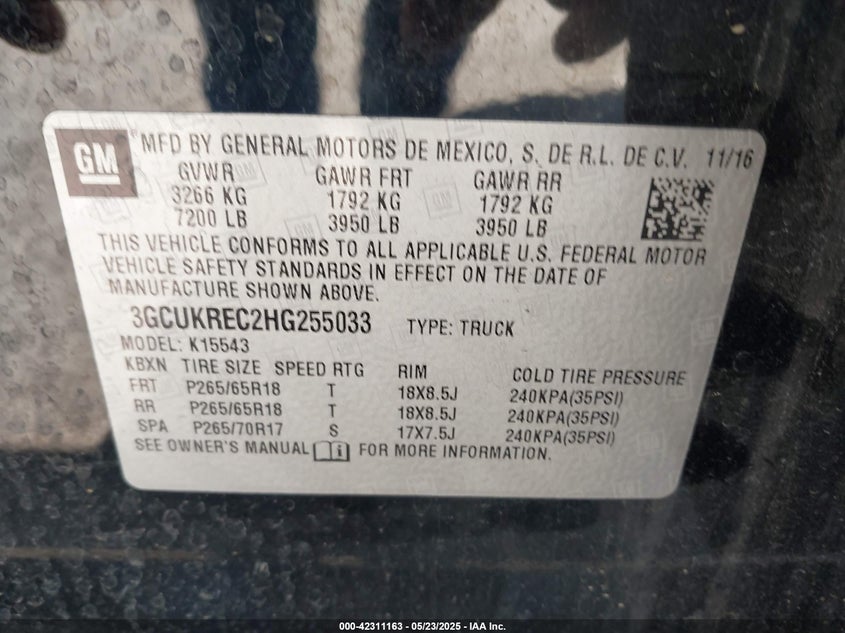 GM
MFD BY GENERAL MOTORS DE MEXICO, S. DE R.L. DE C.V. 11/16
GVWR GAWR FRT GAWR RR
3266 KG 1792 KG 1792 KG
7200 LB 3950 LB 3950 LB
THIS VEHICLE CONFORMS TO ALL APPLICABLE U.S. FEDERAL MOTOR
VEHICLE SAFETY STANDARDS IN EFFECT ON THE DATE OF
MANUFACTURE SHOWN ABOVE.
3GCUKREC2HG255033 TYPE: TRUCK
MODEL: K15543
KBXN TIRE SIZE SPEED RTG RIM COLD TIRE PRESSURE
FRT P265/65R18 T 18X8.5J 240KPA(35PSI)
RR P265/65R18 T 18X8.5J 240KPA(35PSI)
SPA P265/70R17 S 17X7.5J 240KPA(35PSI)
SEE OWNER'S MANUAL FOR MORE INFORMATION.
000-42311163 - 05/23/2025 - IAA Inc.